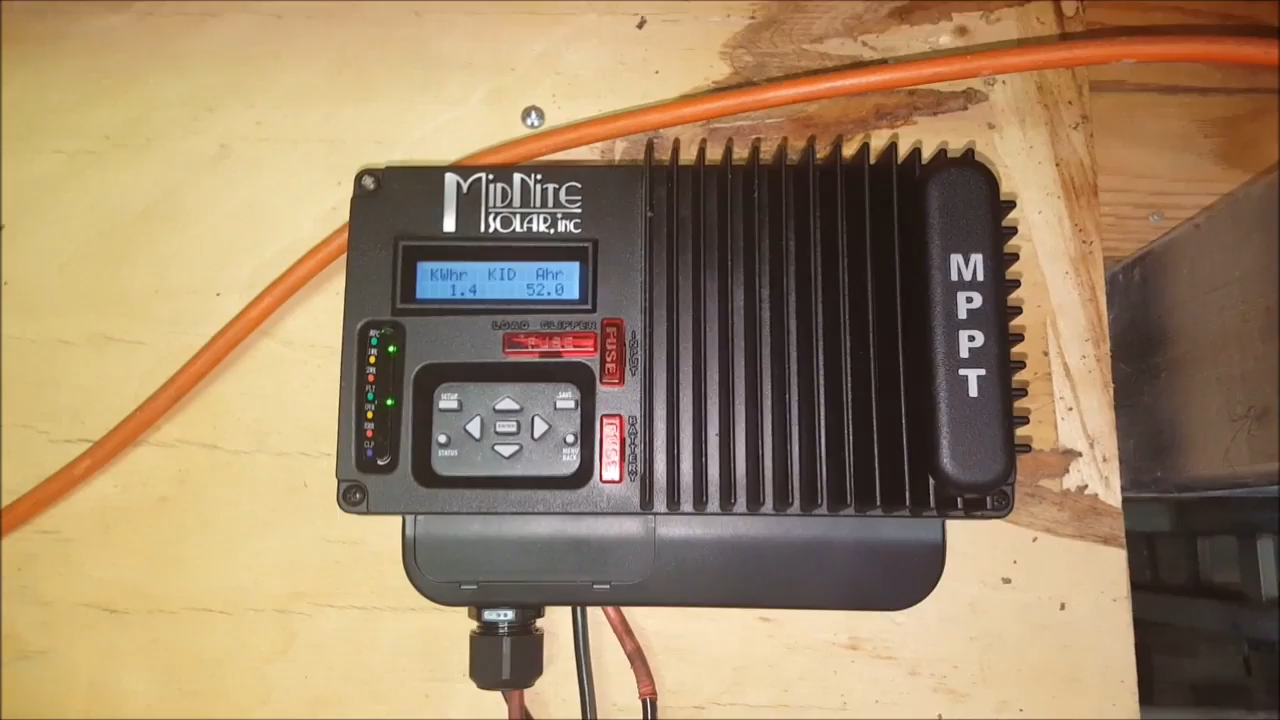 MidNite
SOLAR, inc
KWhr KID Ahr
1.4 52.0
LOAD CLIPPER
FUSE
FUSE
INPUT
SETUP
SAVE
ENTER
STATUS
MENU
BACK
FUSE
BATTERY
MPPT